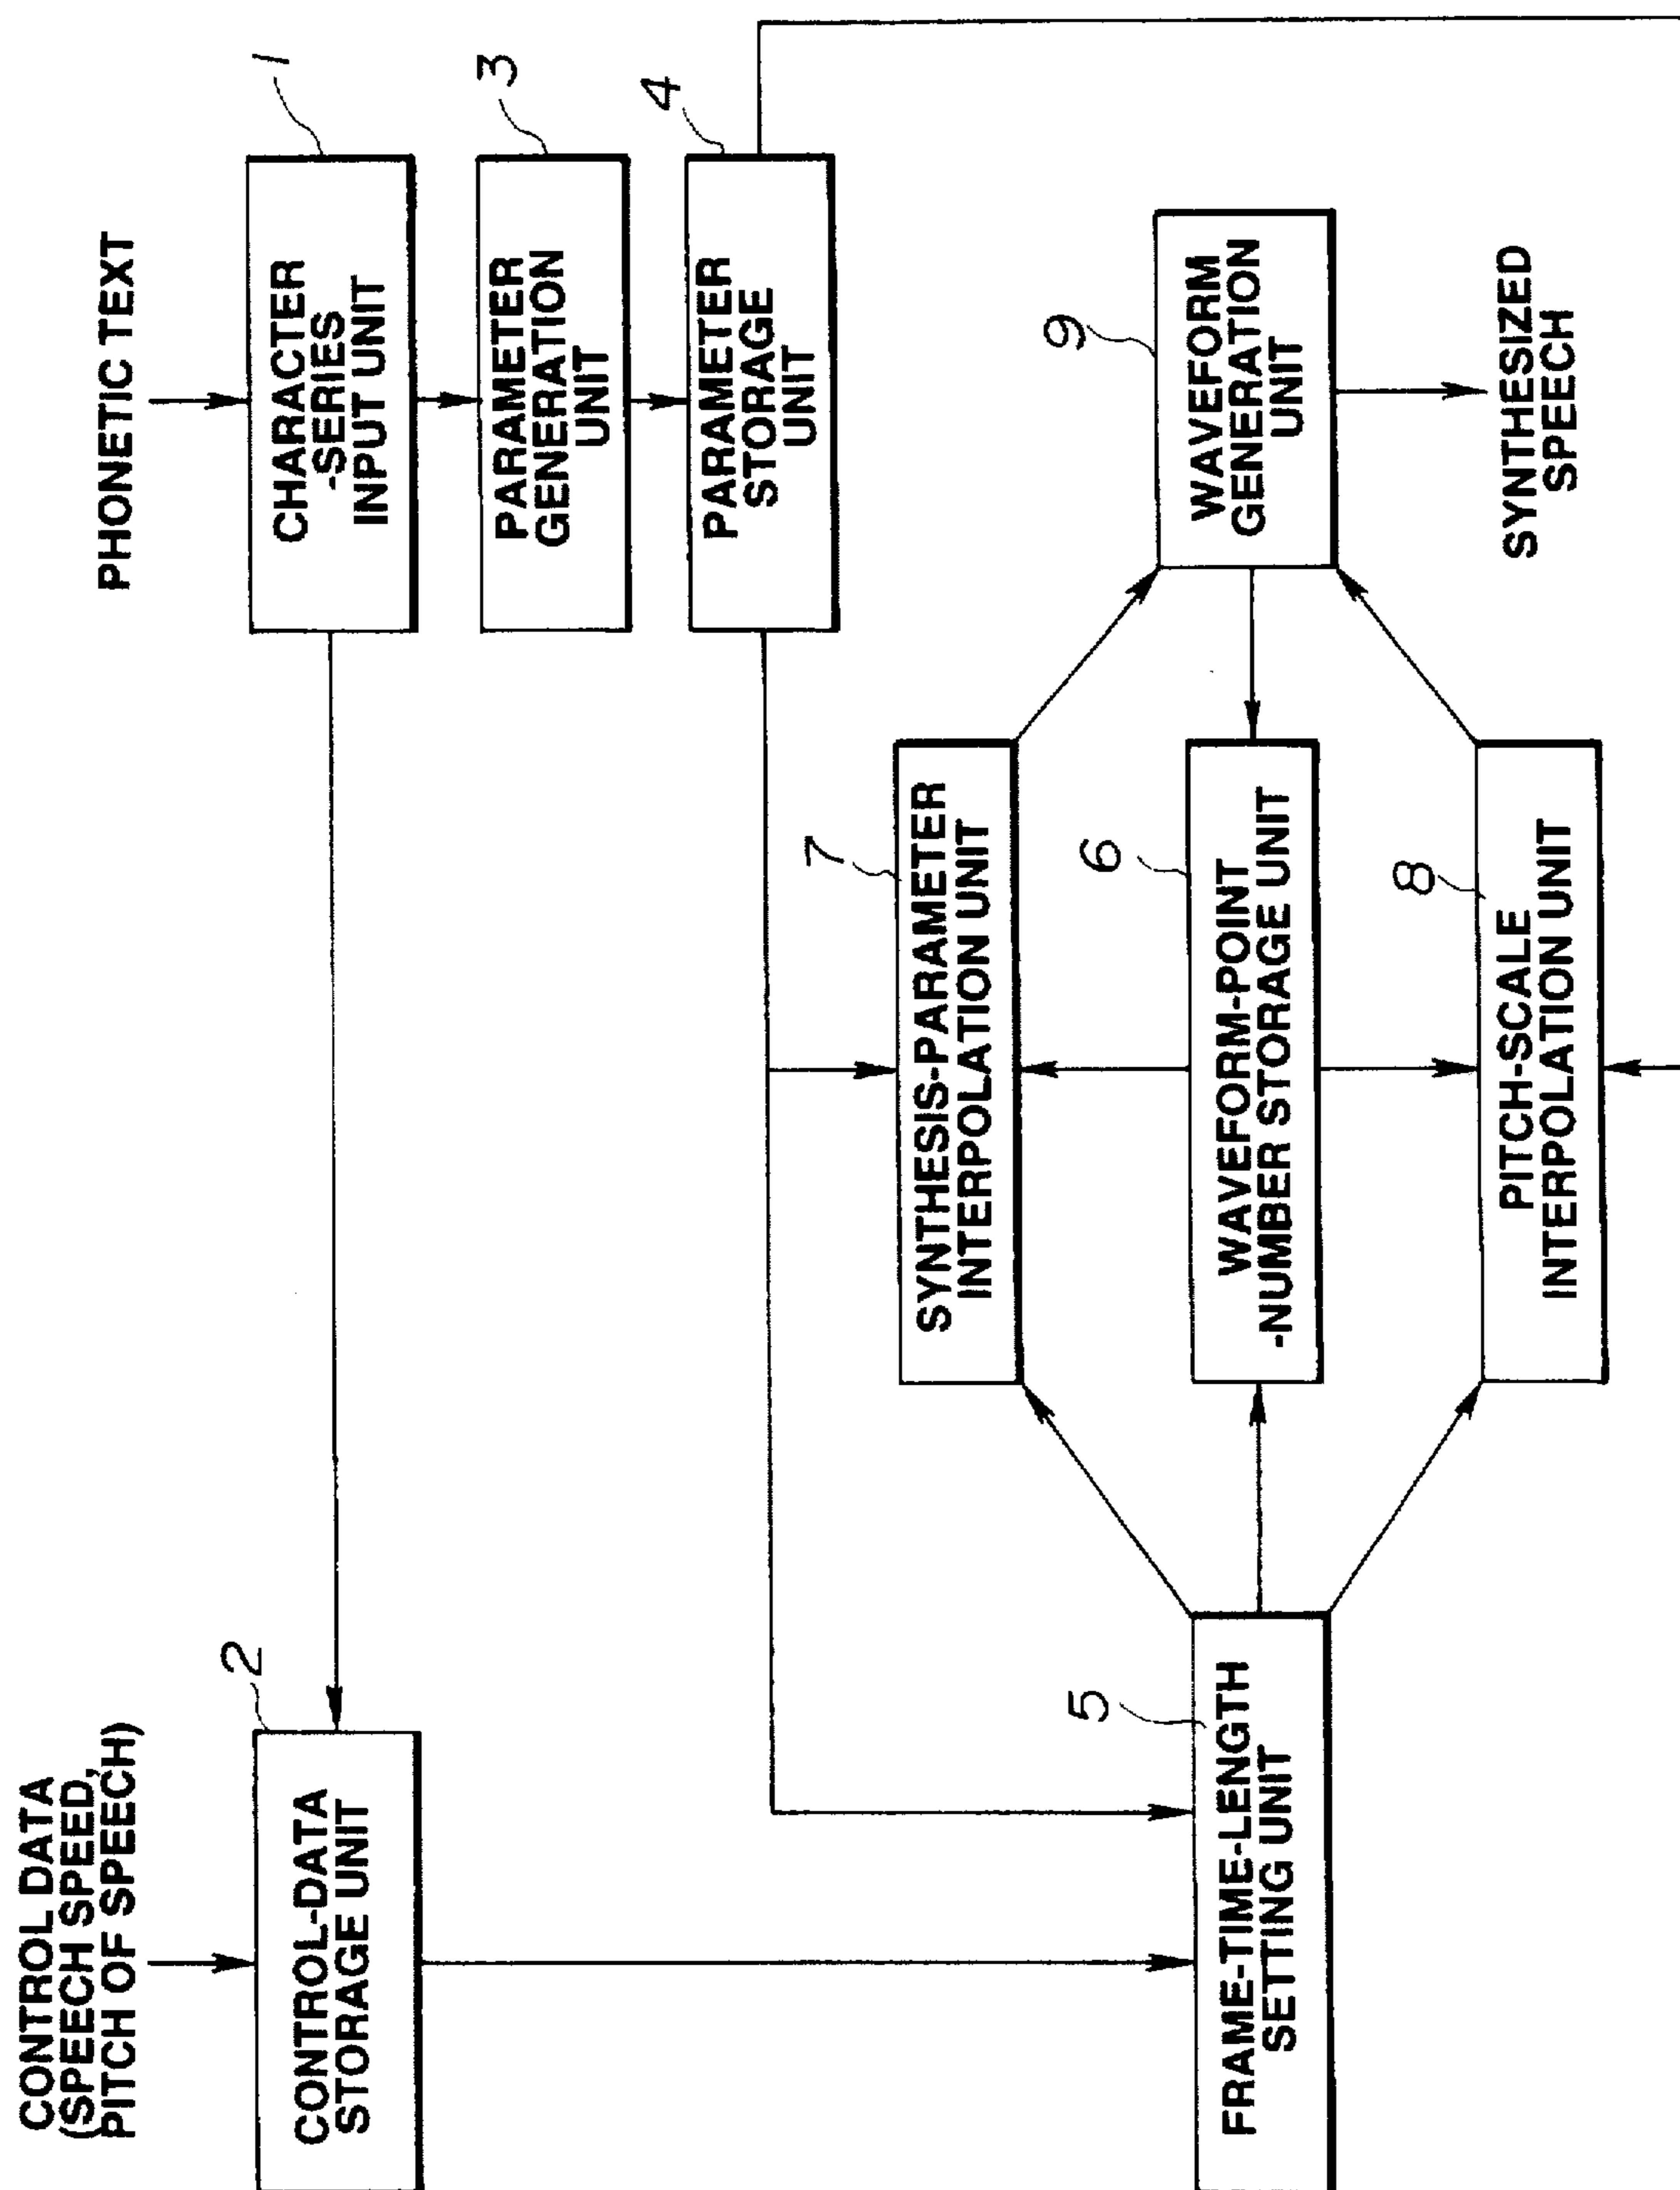 CONTROL DATA
(SPEECH SPEED,
PITCH OF SPEECH)
PHONETIC TEXT
2
CONTROL-DATA
STORAGE UNIT
1
CHARACTER
-SERIES
INPUT UNIT
3
PARAMETER
GENERATION
UNIT
4
PARAMETER
STORAGE
UNIT
7
SYNTHESIS-PARAMETER
INTERPOLATION UNIT
5
FRAME-TIME-LENGTH
SETTING UNIT
6
WAVEFORM-POINT
-NUMBER STORAGE UNIT
9
WAVEFORM
GENERATION
UNIT
8
PITCH-SCALE
INTERPOLATION UNIT
SYNTHESIZED
SPEECH